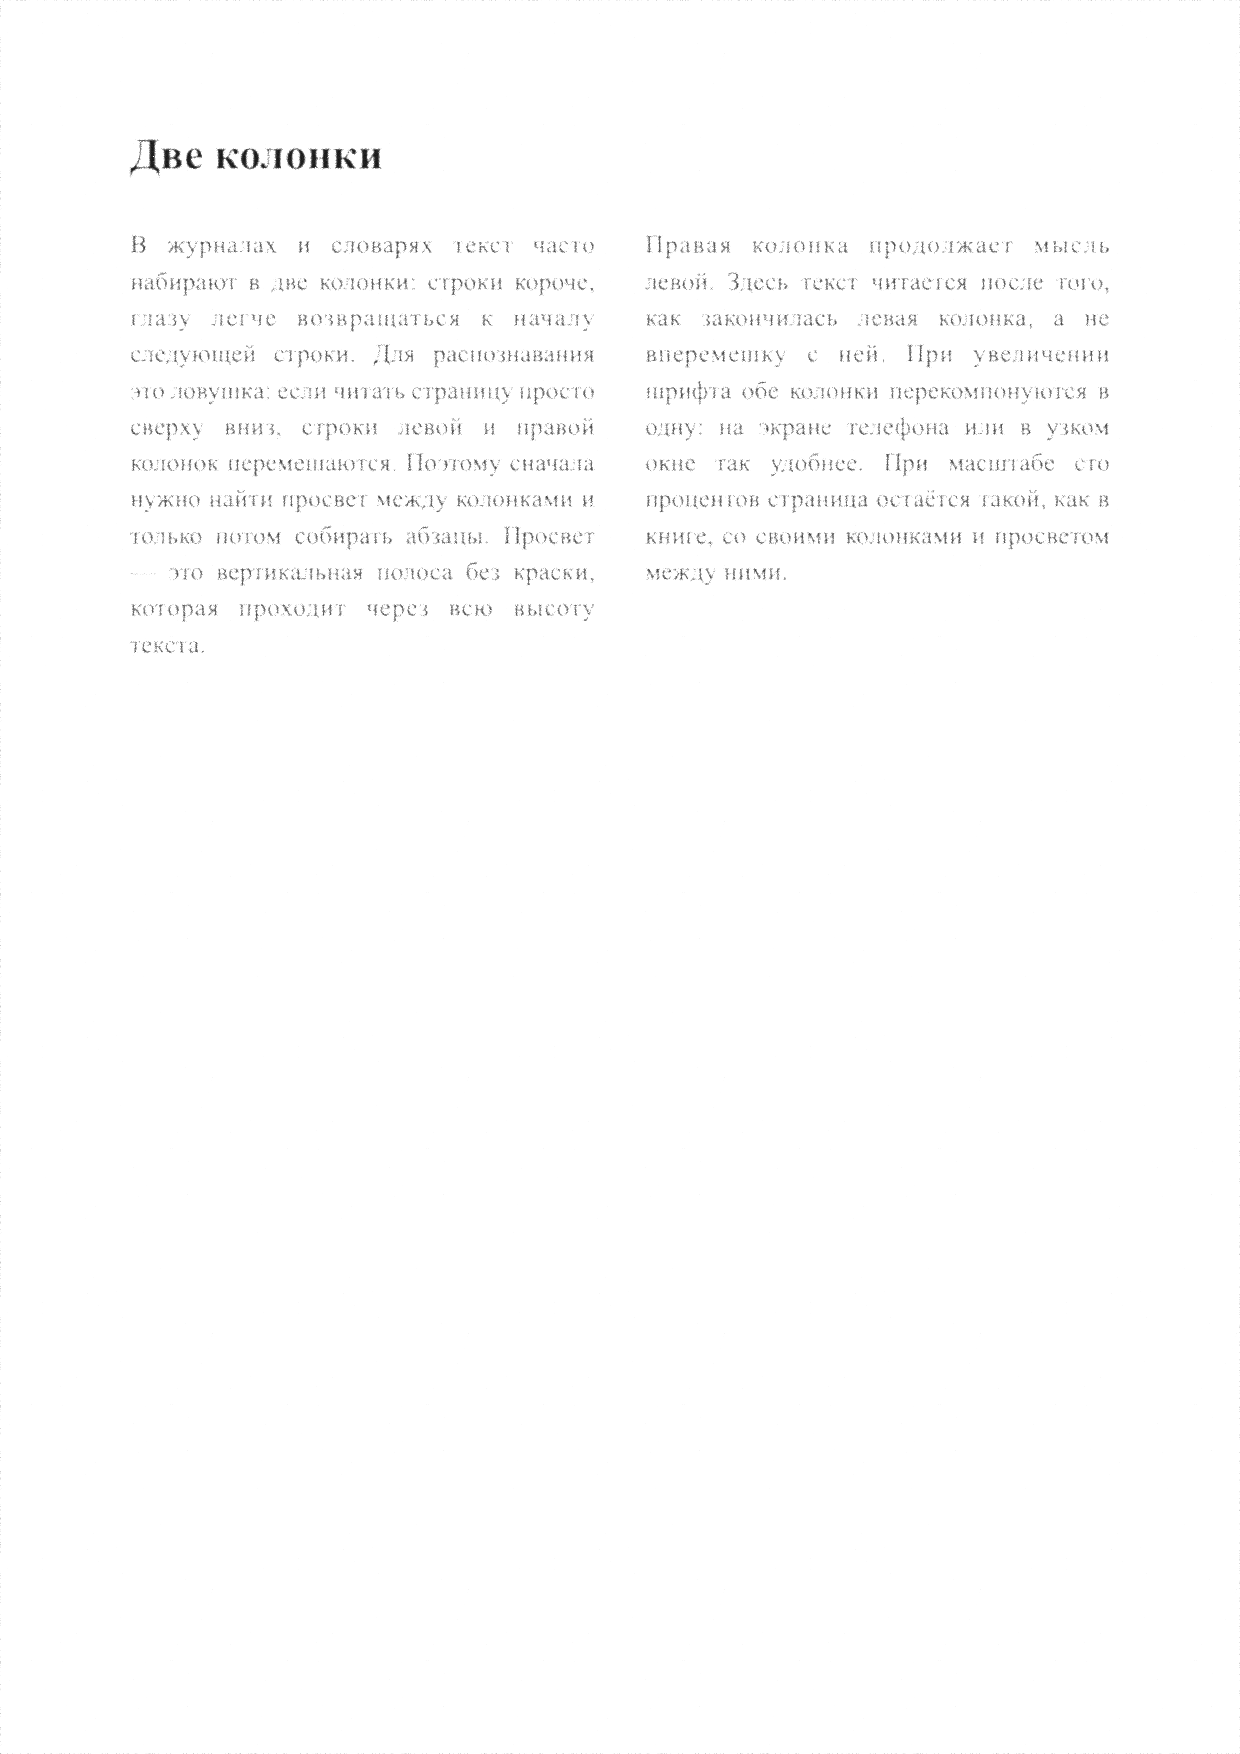 Две колонки
В журналах и словарях текст часто
набирают в две колонки: строки короче,
глазу легче возвращаться к началу
следующей строки. Для распознавания
это ловушка: если читать страницу просто
сверху вниз, строки левой и правой
колонок перемешаются. Поэтому сначала
нужно найти просвет между колонками и
только потом собирать абзацы. Просвет
— это вертикальная полоса без краски,
которая проходит через всю высоту
текста.
Правая колонка продолжает мысль
левой. Здесь текст читается после того,
как закончилась левая колонка, а не
вперемешку с ней. При увеличении
шрифта обе колонки перекомпонуются в
одну: на экране телефона или в узком
окне так удобнее. При масштабе сто
процентов страница остаётся такой, как в
книге, со своими колонками и просветом
между ними.